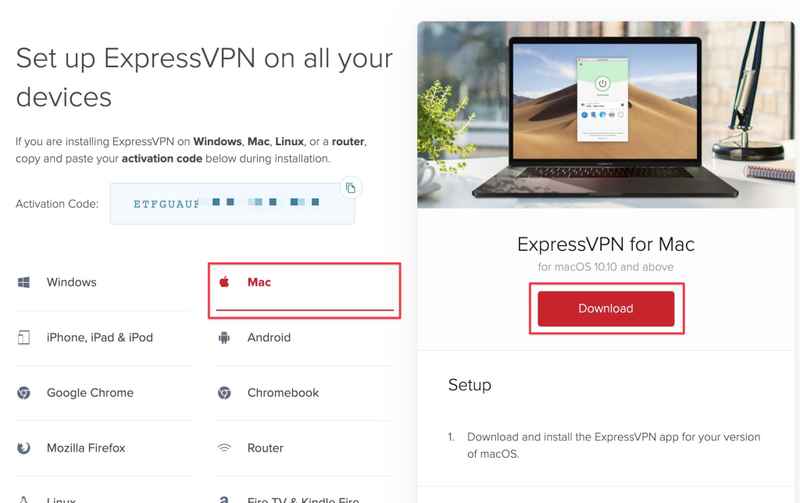 Set up ExpressVPN on all your
devices
If you are installing ExpressVPN on Windows, Mac, Linux, or a router,
copy and paste your activation code below during installation.
Activation Code:
Windows
Mac
iPhone, iPad & iPod
Android
Google Chrome
Chromebook
Mozilla Firefox
Router
Linux
Fire TV & Kindle Fire
ExpressVPN for Mac
for macOS 10.10 and above
Download
Setup
1. Download and install the ExpressVPN app for your version
of macOS.